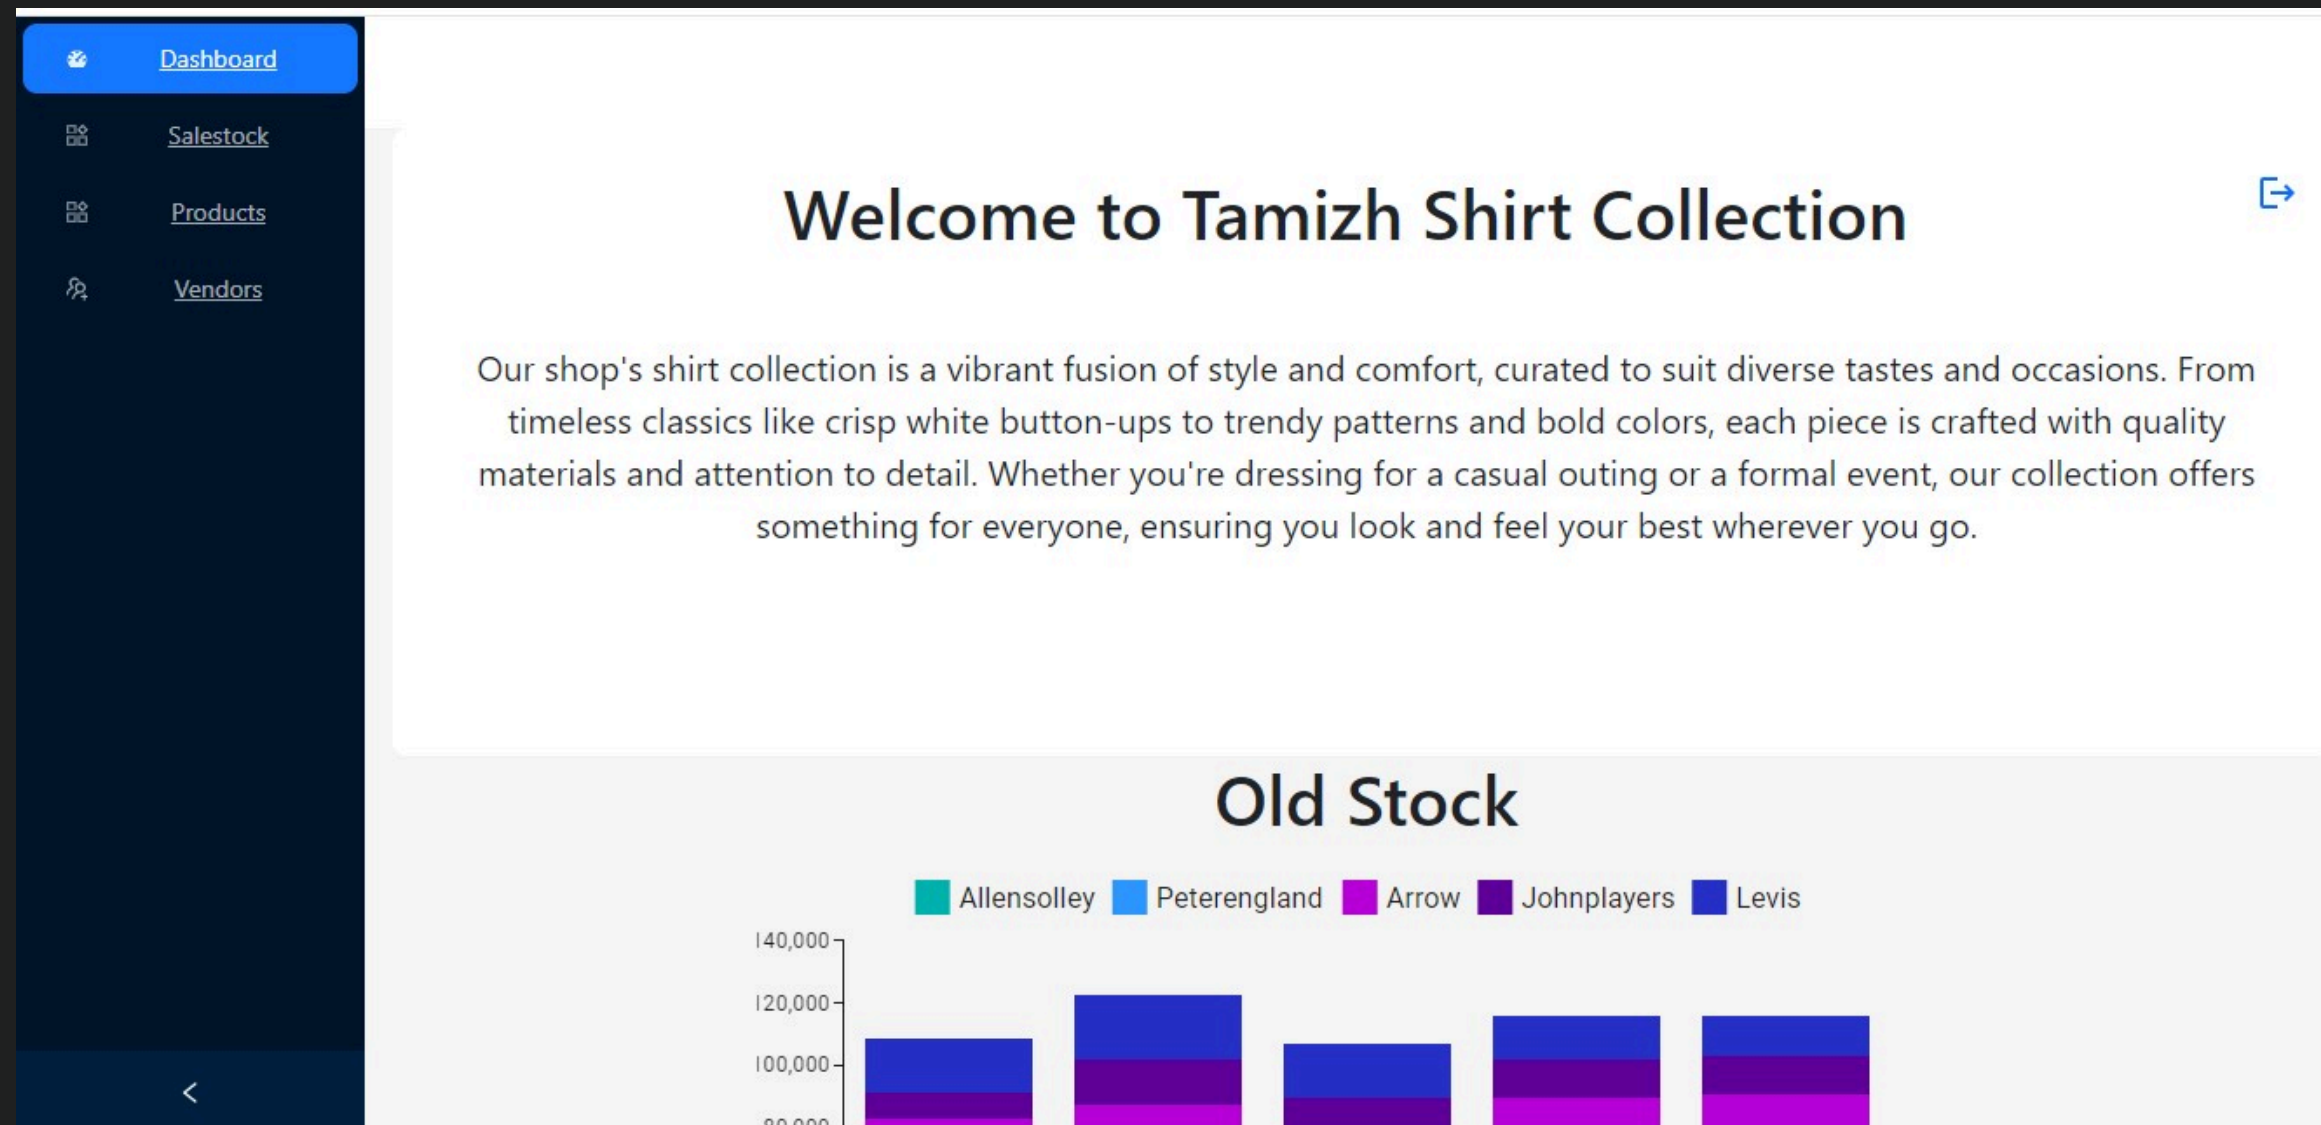 Dashboard
Salestock
Products
Vendors
Welcome to Tamizh Shirt Collection
Our shop's shirt collection is a vibrant fusion of style and comfort, curated to suit diverse tastes and occasions. From
timeless classics like crisp white button-ups to trendy patterns and bold colors, each piece is crafted with quality
materials and attention to detail. Whether you're dressing for a casual outing or a formal event, our collection offers
something for everyone, ensuring you look and feel your best wherever you go.
Old Stock
Allensolley Peterengland Arrow Johnplayers Levis
140,000
120,000
100,000